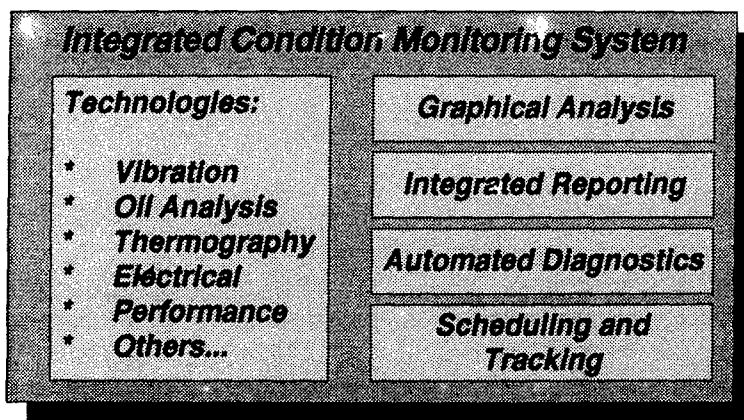 Integrated Condition Monitoring System
Technologies:
* Vibration
* Oil Analysis
* Thermography
* Electrical
* Performance
* Others...
Graphical Analysis
Integrated Reporting
Automated Diagnostics
Scheduling and
Tracking